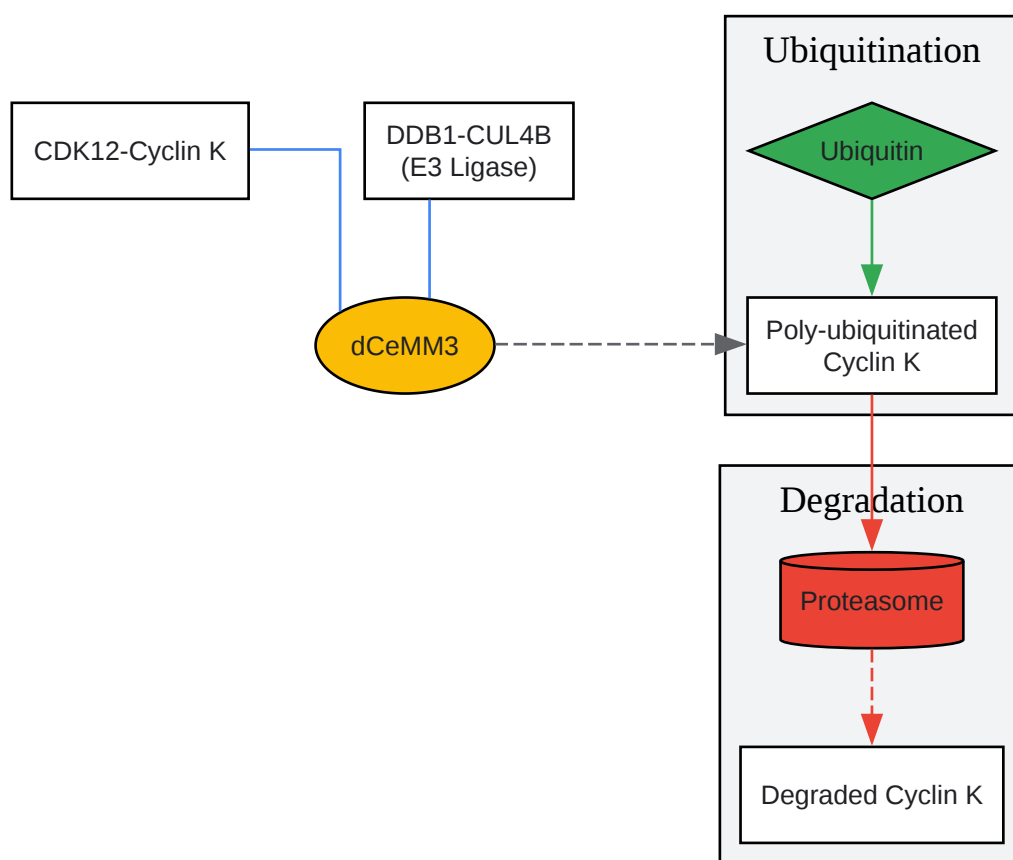 Ubiquitination
CDK12-Cyclin K
DDB1-CUL4B
(E3 Ligase)
Ubiquitin
dCeMM3
Poly-ubiquitinated
Cyclin K
Degradation
Proteasome
Degraded Cyclin K